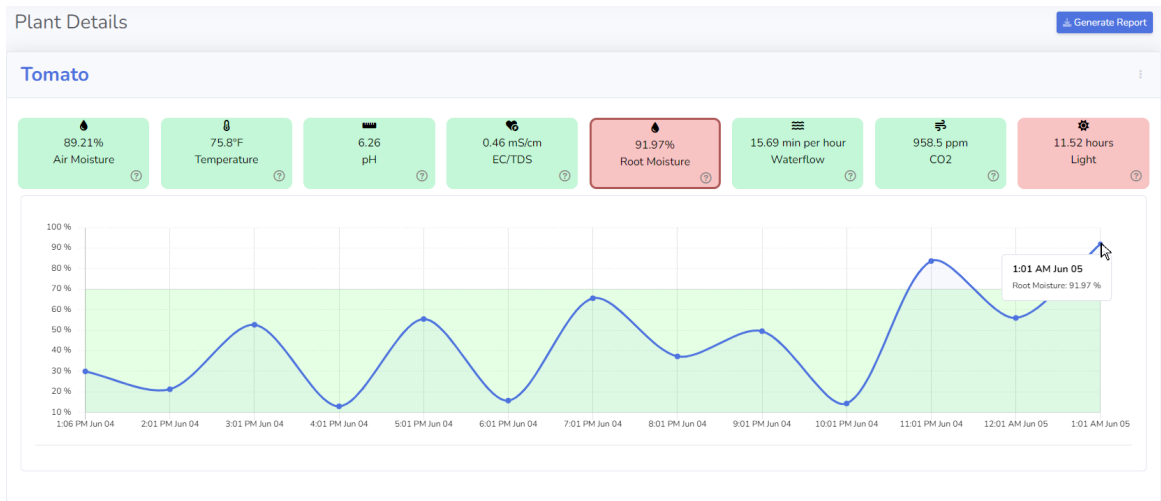 Plant Details
Generate Report
Tomato
89.21%
Air Moisture
75.8°F
Temperature
6.26
pH
0.46 mS/cm
EC/TDS
91.97%
Root Moisture
15.69 min per hour
Waterflow
958.5 ppm
CO2
11.52 hours
Light
100 %
90 %
80 %
70 %
60 %
50 %
40 %
30 %
20 %
10 %
1:01 AM Jun 05
Root Moisture: 91.97 %
1:06 PM Jun 04
2:01 PM Jun 04
3:01 PM Jun 04
4:01 PM Jun 04
5:01 PM Jun 04
6:01 PM Jun 04
7:01 PM Jun 04
8:01 PM Jun 04
9:01 PM Jun 04
10:01 PM Jun 04
11:01 PM Jun 04
12:01 AM Jun 05
1:01 AM Jun 05